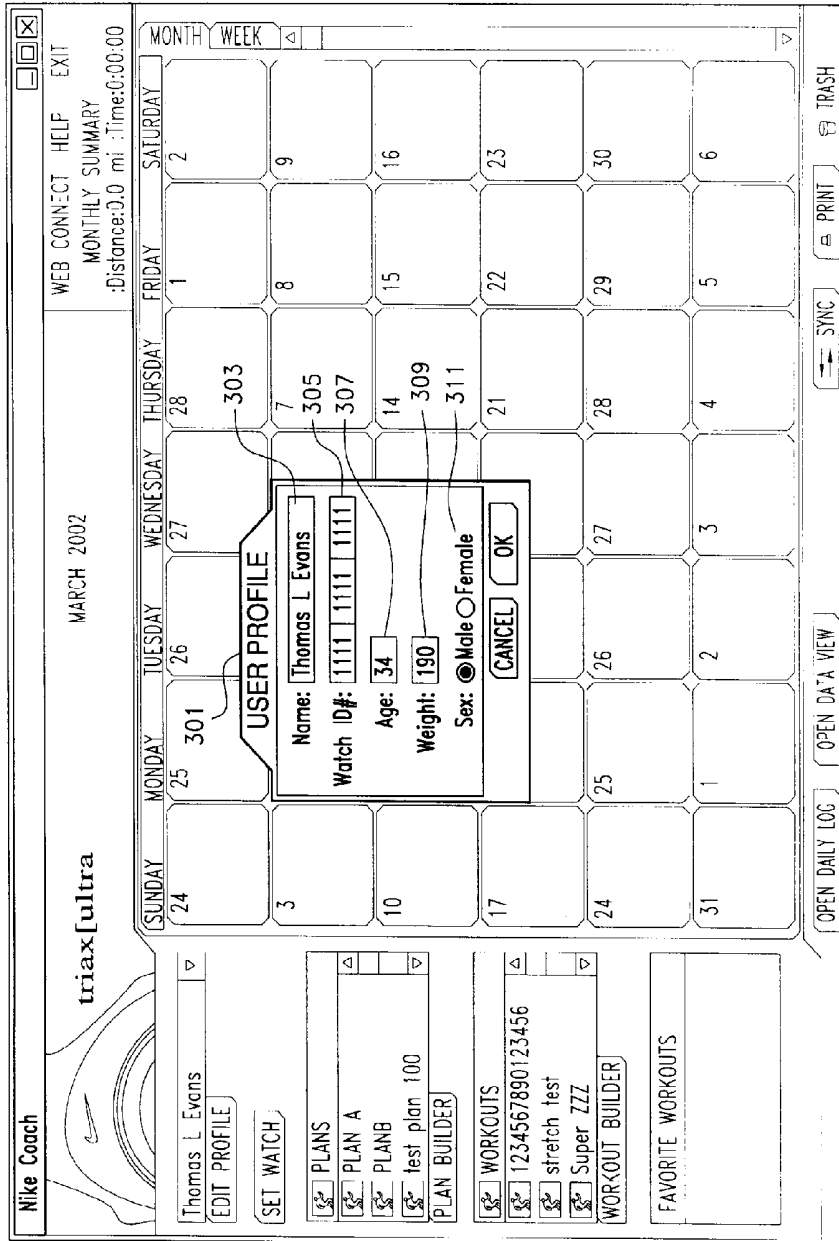 Nike Coach
triax[ultra
MARCH 2002
WEB CONNECT HELP EXIT
MONTHLY SUMMARY
:Distance:0.0 mi :Time:0:00:00
Thomas L Evans
EDIT PROFILE
SET WATCH
PLANS
PLAN A
PLANB
test plan 100
PLAN BUILDER
WORKOUTS
12345678901234567890123456
stretch test
Super ZZZ
WORKOUT BUILDER
FAVORITE WORKOUTS
SUNDAY MONDAY TUESDAY WEDNESDAY THURSDAY FRIDAY SATURDAY
MONTH WEEK
24 25 26 27 28 1 2
3 7 8 9
10 14 15 16
17 21 22 23
24 25 26 27 28 29 30
31 1 2 3 4 5 6
301
USER PROFILE
Name: Thomas L Evans
303
Watch ID#: 1111 1111 1111 1111
305
Age: 34
307
Weight: 190
309
Sex: Male Female
311
CANCEL OK
OPEN DAILY LOG OPEN DATA VIEW SYNC PRINT TRASH